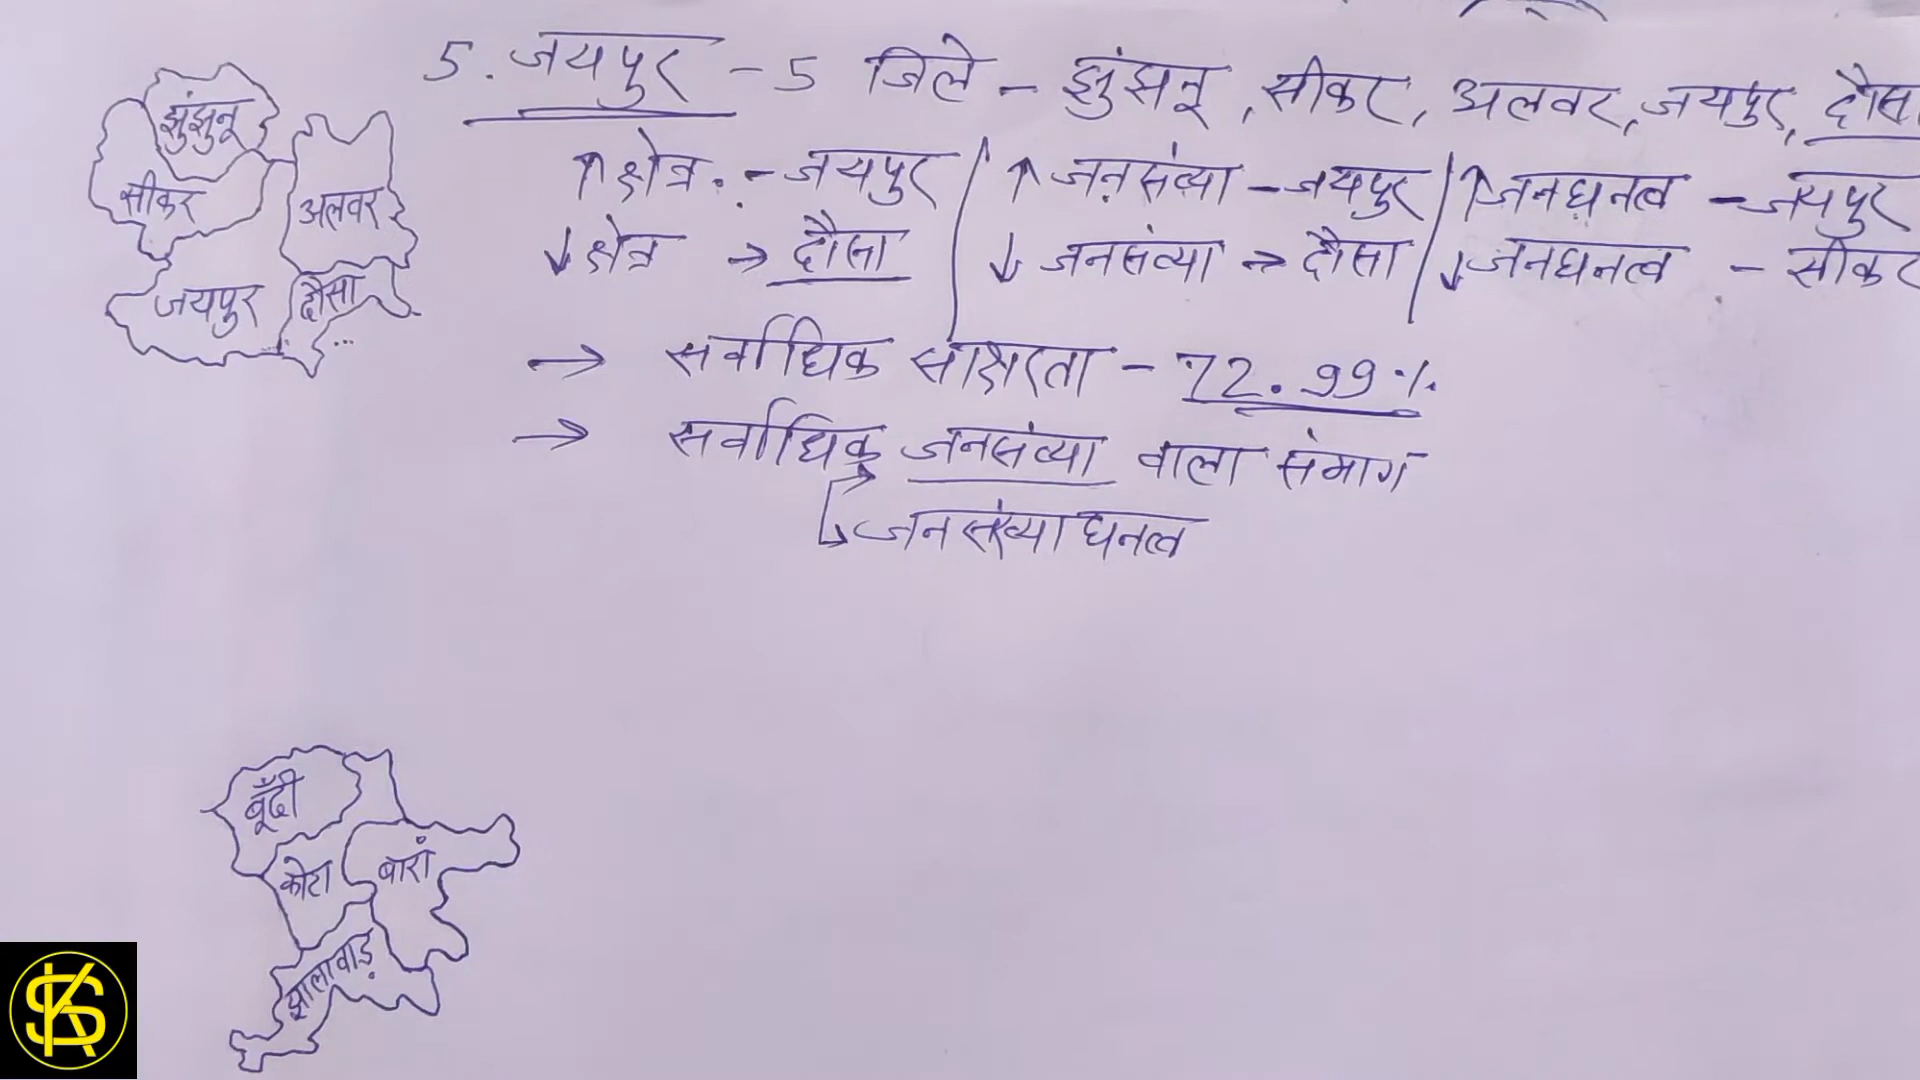 5. जयपुर - 5 जिले - झुंझनू, सीकर, अलवर, जयपुर, दौसा
↑ क्षेत्र. - जयपुर / ↑ जनसंख्या - जयपुर / ↑ जनघनत्व - जयपुर
↓ क्षेत्र → दौसा / ↓ जनसंख्या → दौसा / ↓ जनघनत्व - सीकर
→ सर्वाधिक साक्षरता - 72.99%
→ सर्वाधिक जनसंख्या वाला संभाग
↳ जनसंख्या घनत्व
झुंझुनू
सीकर
अलवर
जयपुर
दौसा
बूँदी
कोटा
बारां
झालावाड़
KS